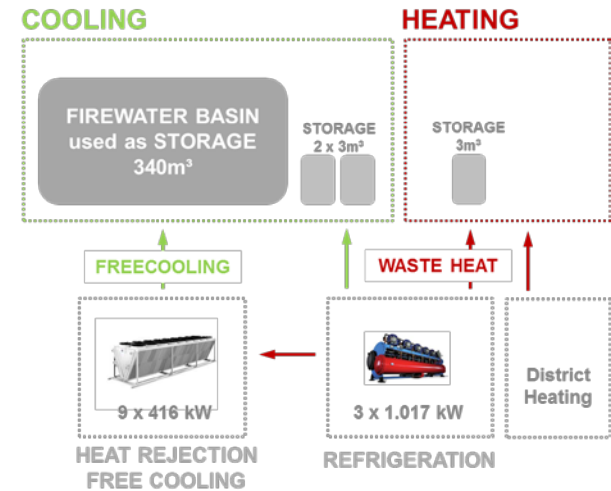 COOLING
HEATING
FIREWATER BASIN
used as STORAGE
340m³
STORAGE
2 x 3m³
STORAGE
3m³
FREECOOLING
WASTE HEAT
9 x 416 kW
3 x 1.017 kW
District
Heating
HEAT REJECTION
FREE COOLING
REFRIGERATION